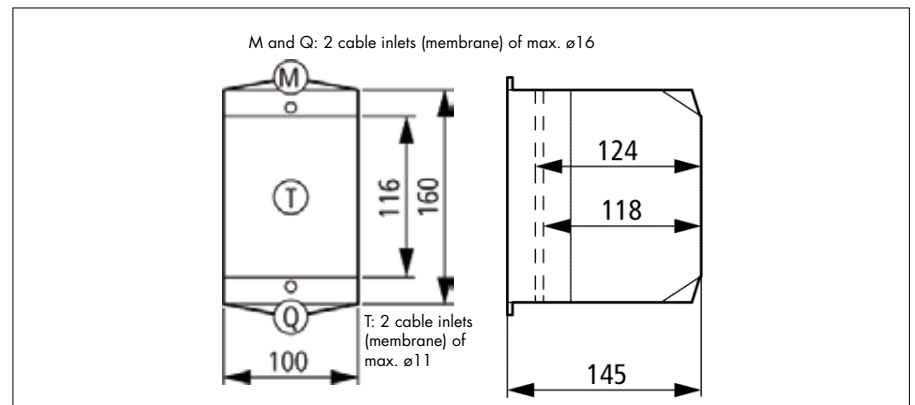 M and Q: 2 cable inlets (membrane) of max. ø16
M
T
Q
116
160
100
T: 2 cable inlets
(membrane) of
max. ø11
124
118
145